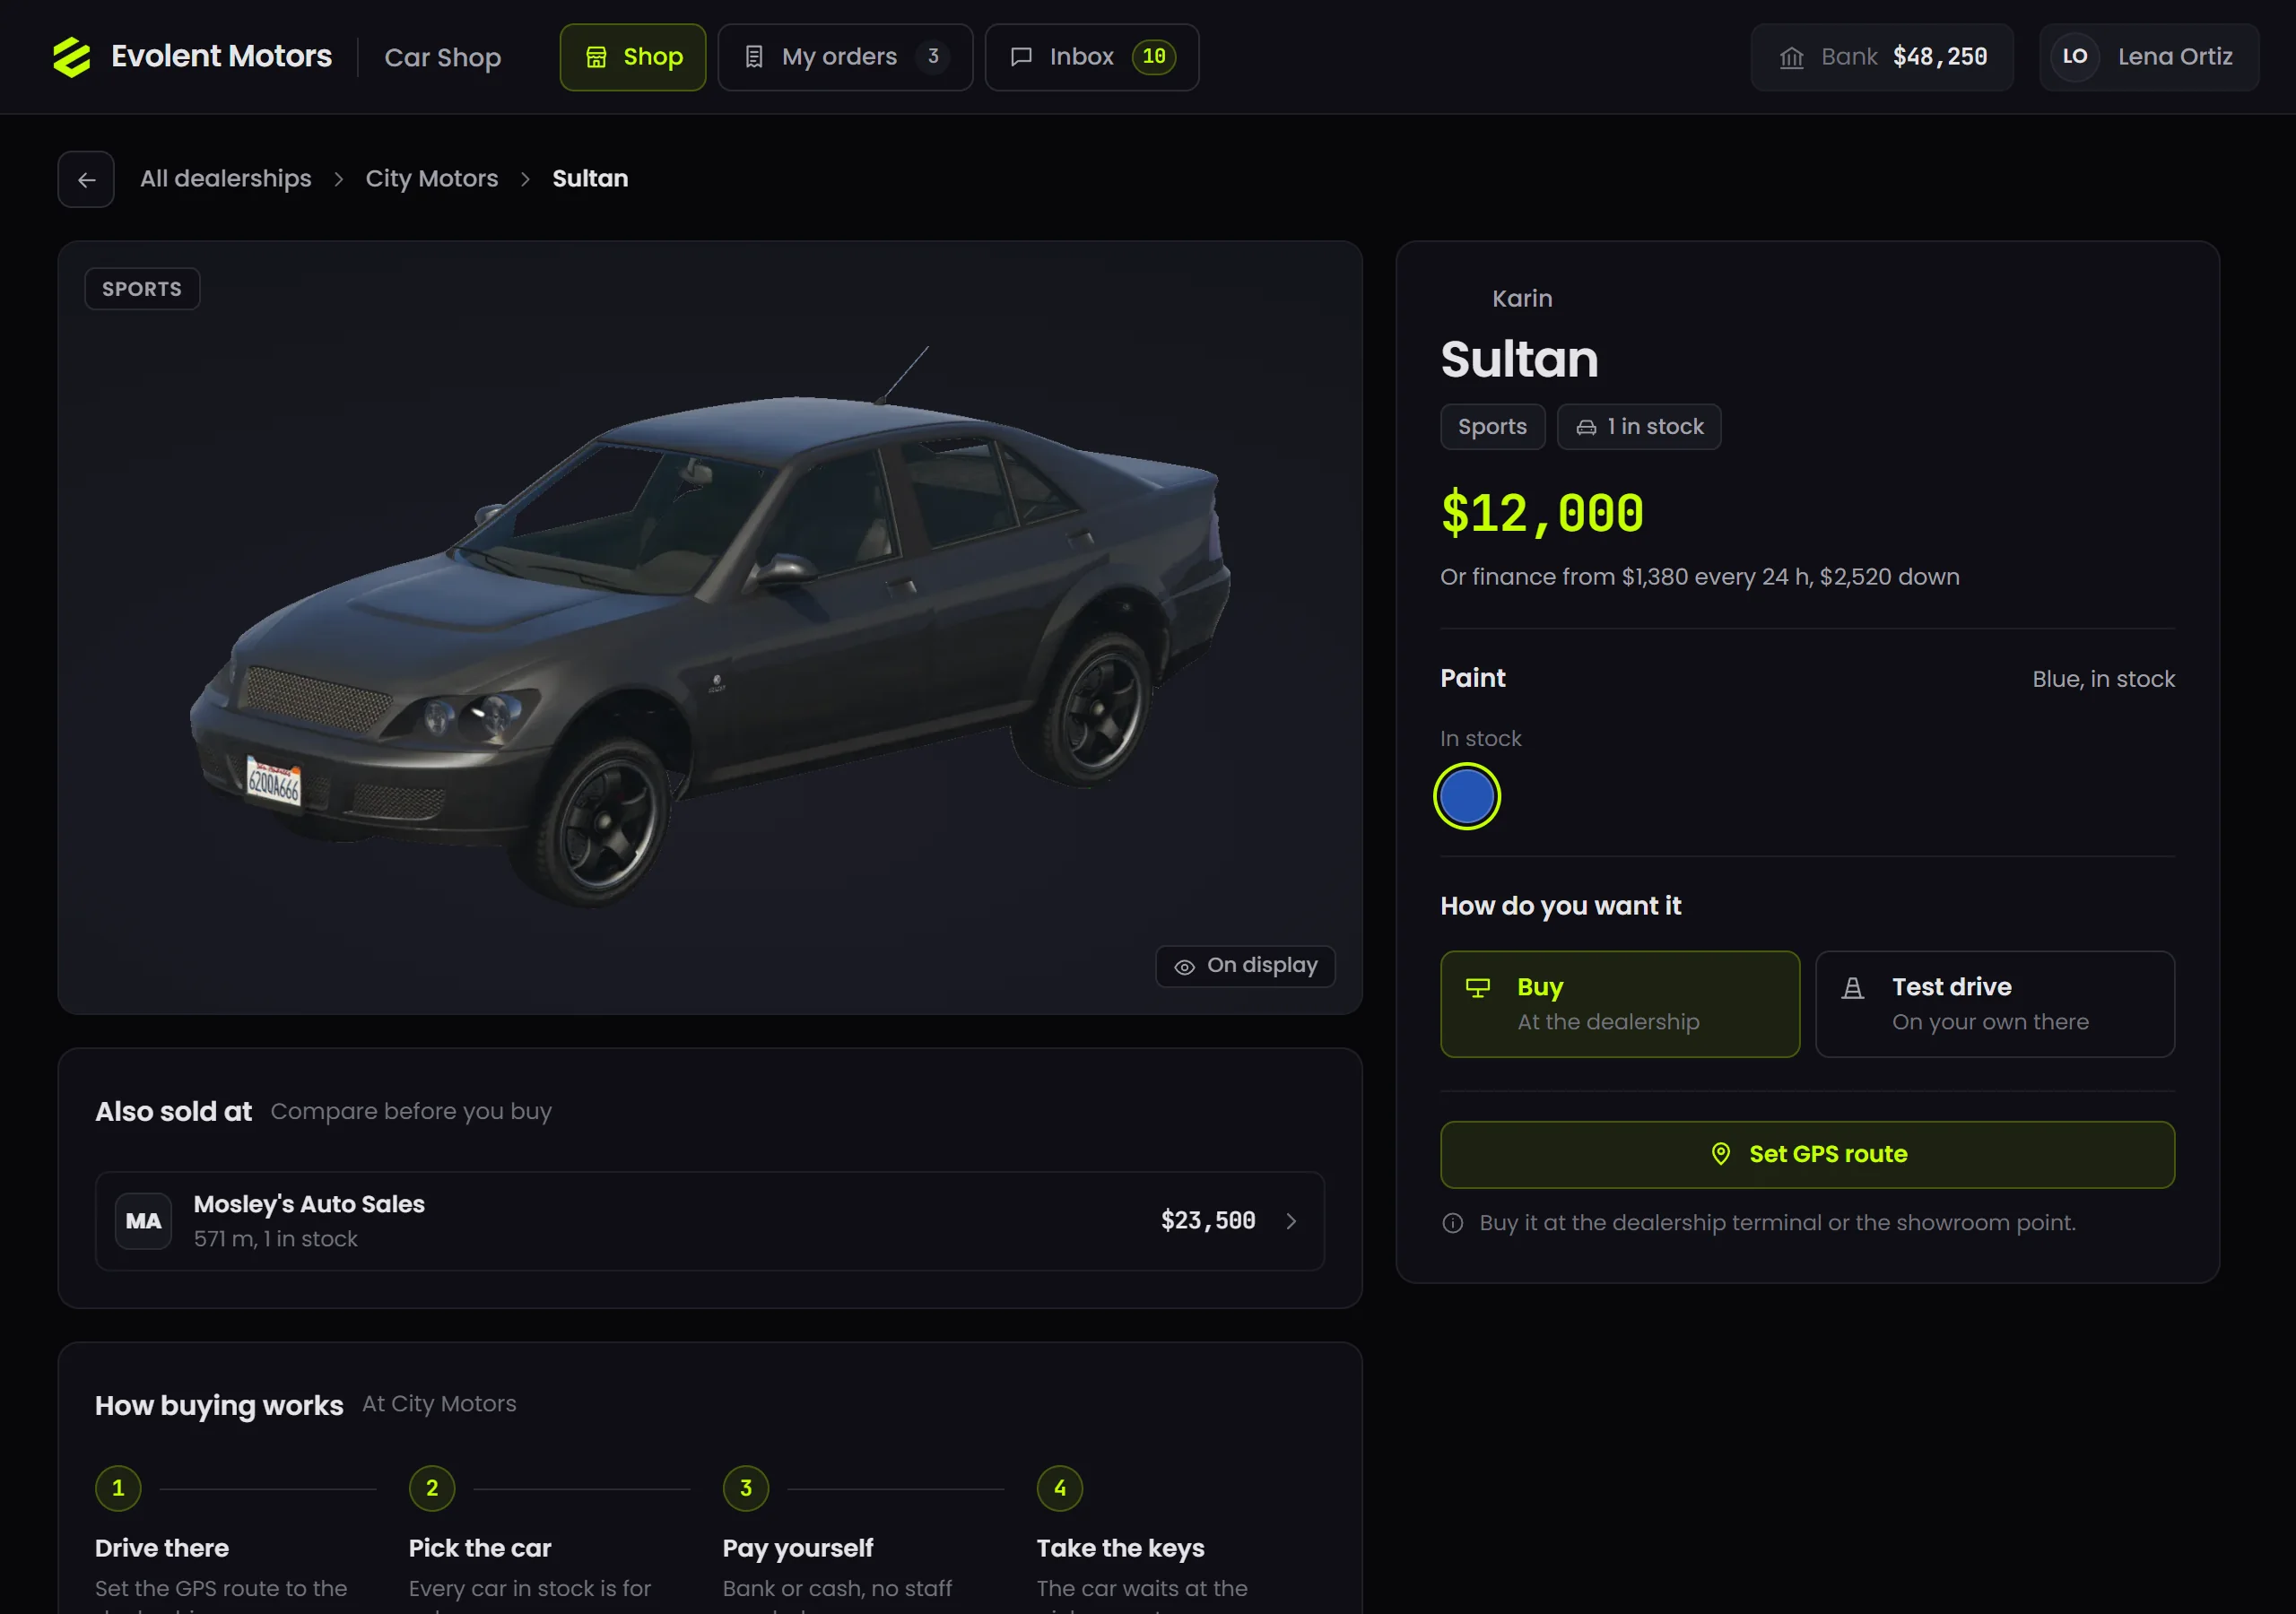 Evolent Motors
Car Shop
Shop
My orders 3
Inbox 10
Bank $48,250
LO Lena Ortiz
All dealerships > City Motors > Sultan
SPORTS
62QQA666
On display
Karin
Sultan
Sports
1 in stock
$12,000
Or finance from $1,380 every 24 h, $2,520 down
Paint
Blue, in stock
In stock
How do you want it
Buy
At the dealership
Test drive
On your own there
Set GPS route
Buy it at the dealership terminal or the showroom point.
Also sold at Compare before you buy
MA
Mosley's Auto Sales
571 m, 1 in stock
$23,500
How buying works At City Motors
1
Drive there
Set the GPS route to the
2
Pick the car
Every car in stock is for
3
Pay yourself
Bank or cash, no staff
4
Take the keys
The car waits at the